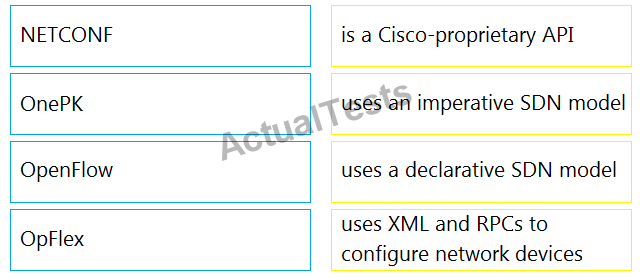 NETCONF
is a Cisco-proprietary API
OnePK
uses an imperative SDN model
OpenFlow
uses a declarative SDN model
OpFlex
uses XML and RPCs to
configure network devices
ActualTests